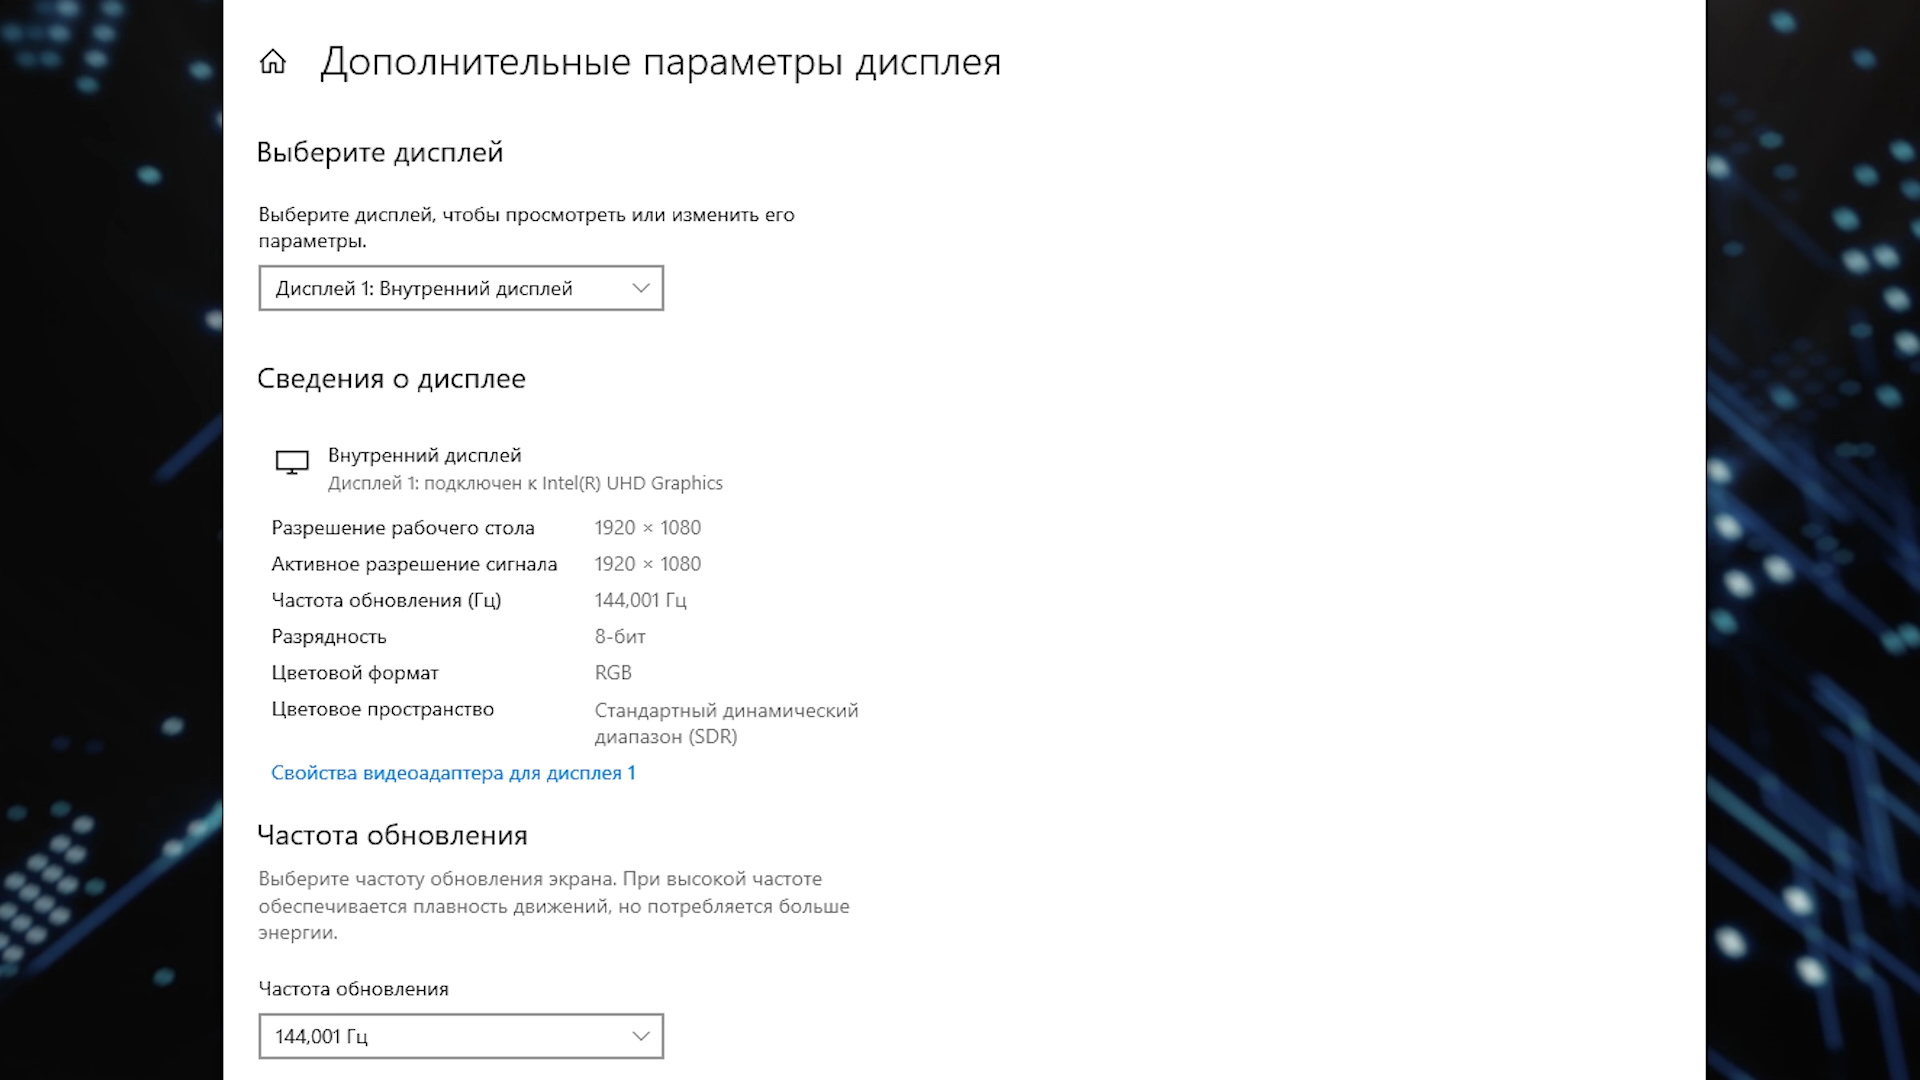 Дополнительные параметры дисплея
Выберите дисплей
Выберите дисплей, чтобы просмотреть или изменить его
параметры.
Дисплей 1: Внутренний дисплей
Сведения о дисплее
Внутренний дисплей
Дисплей 1: подключен к Intel(R) UHD Graphics
Разрешение рабочего стола 1920 × 1080
Активное разрешение сигнала 1920 × 1080
Частота обновления (Гц) 144,001 Гц
Разрядность 8-бит
Цветовой формат RGB
Цветовое пространство Стандартный динамический
диапазон (SDR)
Свойства видеоадаптера для дисплея 1
Частота обновления
Выберите частоту обновления экрана. При высокой частоте
обеспечивается плавность движений, но потребляется больше
энергии.
Частота обновления
144,001 Гц